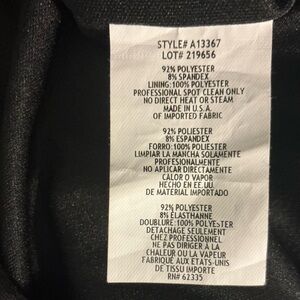 STYLE# A13367
LOT# 219656
92% POLYESTER
8% SPANDEX
LINING: 100% POLYESTER
PROFESSIONAL SPOT CLEAN ONLY
NO DIRECT HEAT OR STEAM
MADE IN U.S.A.
OF IMPORTED FABRIC
92% POLIESTER
8% ESPANDEX
FORRO: 100% POLIESTER
LIMPIAR LA MANCHA SOLAMENTE
PROFESIONALMENTE
NO APLICAR DIRECTAMENTE
CALOR O VAPOR
HECHO EN EE.UU.
DE MATERIAL IMPORTADO
92% POLYESTER
8% ELASTHANNE
DOUBLURE: 100% POLYESTER
DETACHAGE SEULEMENT
PROFESSIONNEL
NE PAS DIRIGER À LA
CHALEUR OU LA VAPEUR
FABRIQUE AUX ETATS-UNIS
DE TISSU IMPORTE
RN# 62335